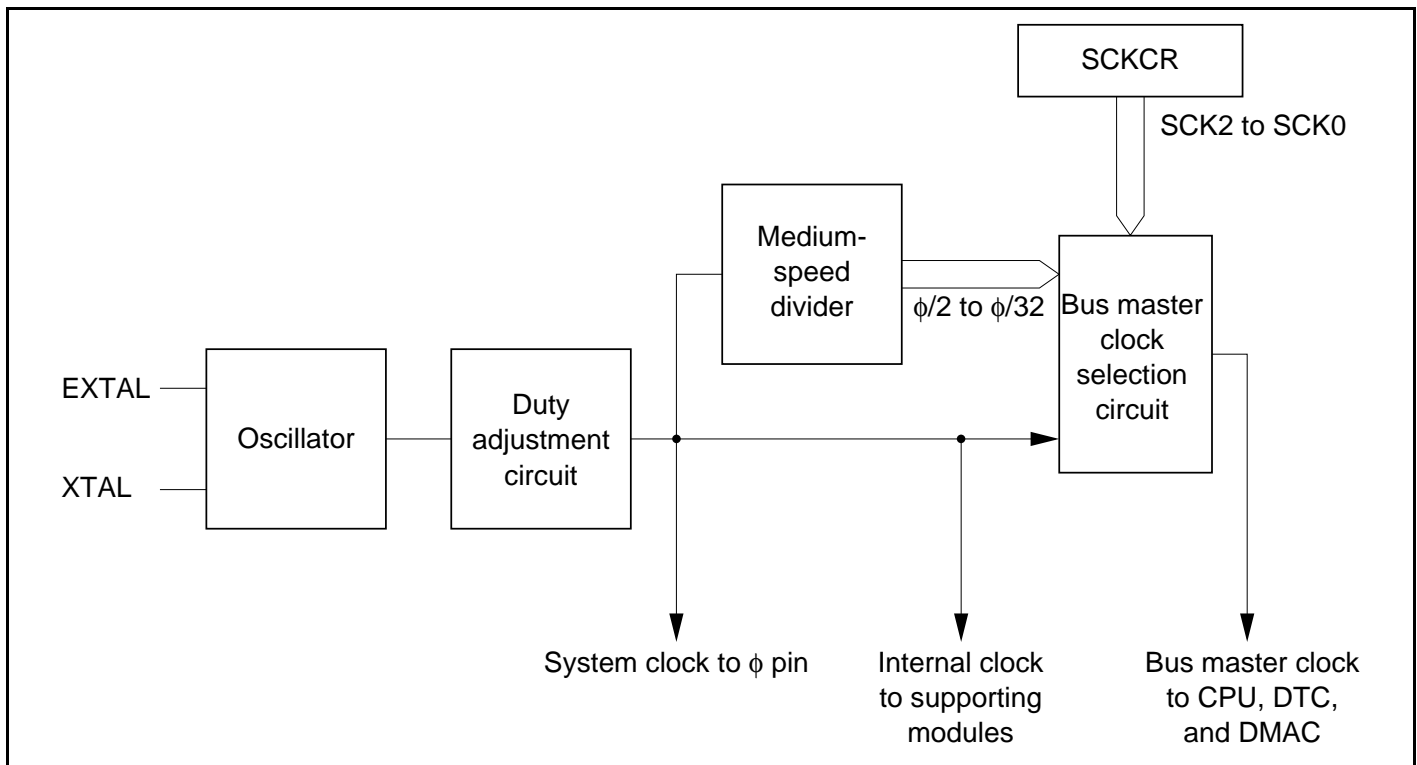 SCKCR
SCK2 to SCK0
Medium-
speed
divider
ϕ/2 to ϕ/32
Bus master
clock
selection
circuit
EXTAL
XTAL
Oscillator
Duty
adjustment
circuit
System clock to ϕ pin
Internal clock
to supporting
modules
Bus master clock
to CPU, DTC,
and DMAC